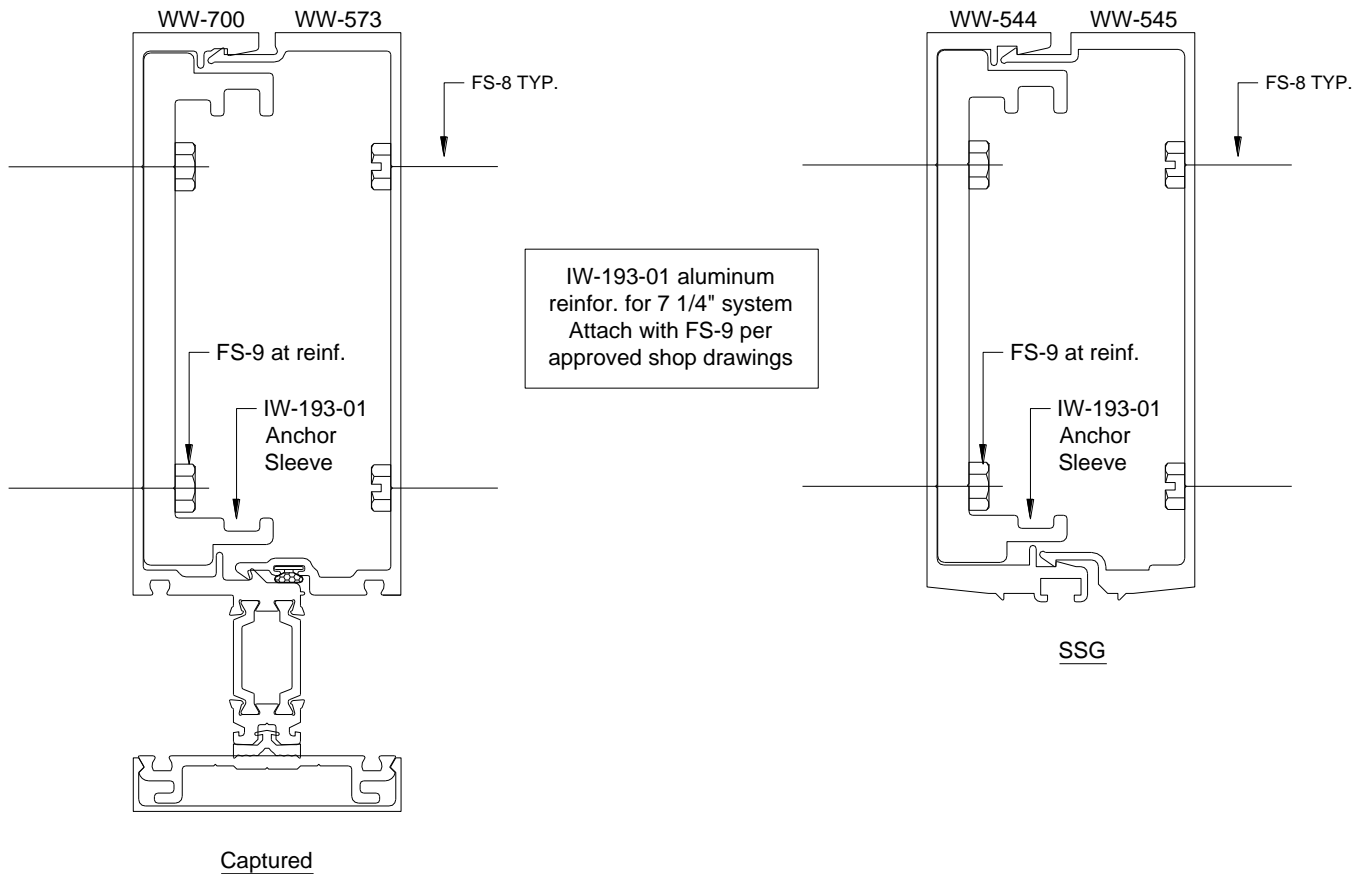 WW-700 WW-573
FS-8 TYP.
FS-9 at reinf.
IW-193-01
Anchor
Sleeve
Captured
IW-193-01 aluminum
reinfor. for 7 1/4" system
Attach with FS-9 per
approved shop drawings
WW-544 WW-545
FS-8 TYP.
FS-9 at reinf.
IW-193-01
Anchor
Sleeve
SSG